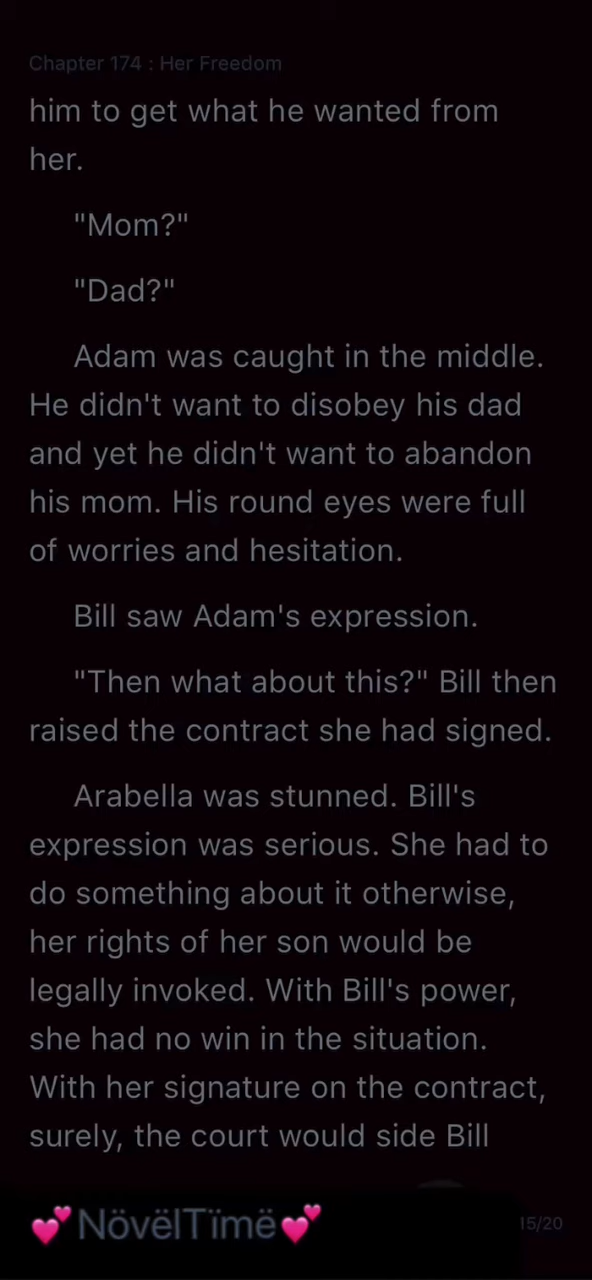 Chapter 174 : Her Freedom
him to get what he wanted from
her.
"Mom?"
"Dad?"
Adam was caught in the middle.
He didn't want to disobey his dad
and yet he didn't want to abandon
his mom. His round eyes were full
of worries and hesitation.
Bill saw Adam's expression.
"Then what about this?" Bill then
raised the contract she had signed.
Arabella was stunned. Bill's
expression was serious. She had to
do something about it otherwise,
her rights of her son would be
legally invoked. With Bill's power,
she had no win in the situation.
With her signature on the contract,
surely, the court would side Bill
💕NövëlTïmë💕
15/20